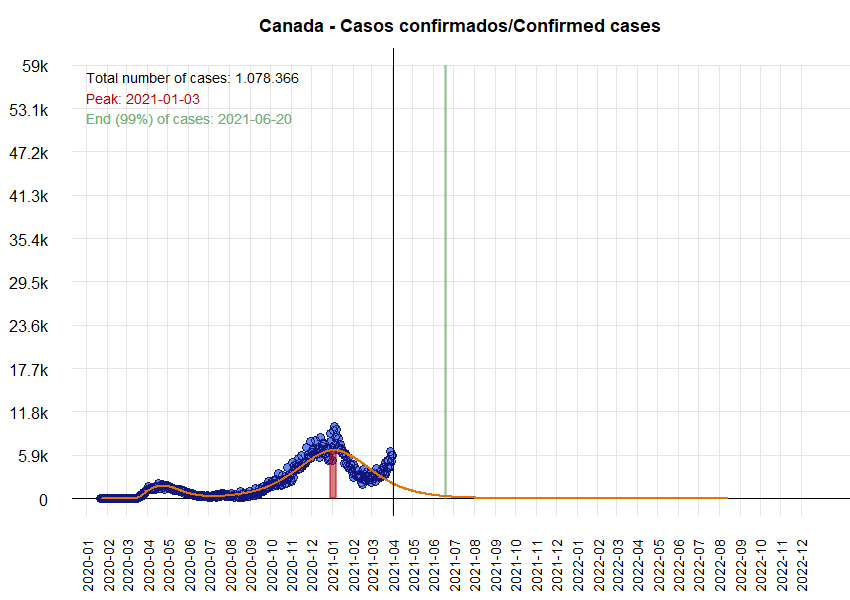 Canada - Casos confirmados/Confirmed cases
Total number of cases: 1.078.366
Peak: 2021-01-03
End (99%) of cases: 2021-06-20
59k
53.1k
47.2k
41.3k
35.4k
29.5k
23.6k
17.7k
11.8k
5.9k
0
2020-01
2020-02
2020-03
2020-04
2020-05
2020-06
2020-07
2020-08
2020-09
2020-10
2020-11
2020-12
2021-01
2021-02
2021-03
2021-04
2021-05
2021-06
2021-07
2021-08
2021-09
2021-10
2021-11
2021-12
2022-01
2022-02
2022-03
2022-04
2022-05
2022-06
2022-07
2022-08
2022-09
2022-10
2022-11
2022-12